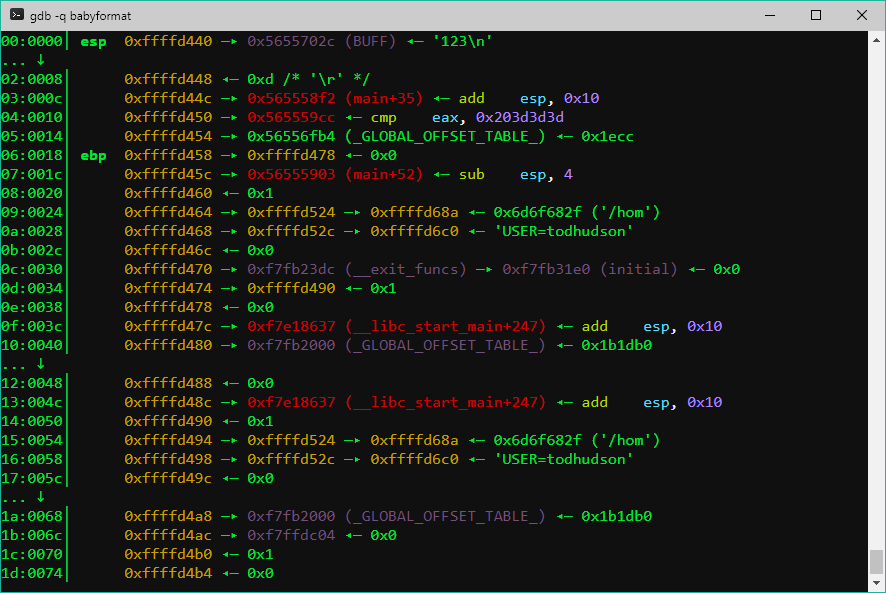 gdb -q babyformat
00:0000│ esp  0xffffd440 —▸ 0x5655702c (BUFF) ◂— '123\n'
... ↓
02:0008│      0xffffd448 ◂— 0xd /* '\r' */
03:000c│      0xffffd44c —▸ 0x565558f2 (main+35) ◂— add    esp, 0x10
04:0010│      0xffffd450 —▸ 0x565559cc ◂— cmp    eax, 0x203d3d3d
05:0014│      0xffffd454 —▸ 0x56556fb4 (_GLOBAL_OFFSET_TABLE_) ◂— 0x1ecc
06:0018│ ebp  0xffffd458 —▸ 0xffffd478 ◂— 0x0
07:001c│      0xffffd45c —▸ 0x56555903 (main+52) ◂— sub    esp, 4
08:0020│      0xffffd460 ◂— 0x1
09:0024│      0xffffd464 —▸ 0xffffd524 —▸ 0xffffd68a ◂— 0x6d6f682f ('/hom')
0a:0028│      0xffffd468 —▸ 0xffffd52c —▸ 0xffffd6c0 ◂— 'USER=todhudson'
0b:002c│      0xffffd46c ◂— 0x0
0c:0030│      0xffffd470 —▸ 0xf7fb23dc (__exit_funcs) —▸ 0xf7fb31e0 (initial) ◂— 0x0
0d:0034│      0xffffd474 —▸ 0xffffd490 ◂— 0x1
0e:0038│      0xffffd478 ◂— 0x0
0f:003c│      0xffffd47c —▸ 0xf7e18637 (__libc_start_main+247) ◂— add    esp, 0x10
10:0040│      0xffffd480 —▸ 0xf7fb2000 (_GLOBAL_OFFSET_TABLE_) ◂— 0x1b1db0
... ↓
12:0048│      0xffffd488 ◂— 0x0
13:004c│      0xffffd48c —▸ 0xf7e18637 (__libc_start_main+247) ◂— add    esp, 0x10
14:0050│      0xffffd490 ◂— 0x1
15:0054│      0xffffd494 —▸ 0xffffd524 —▸ 0xffffd68a ◂— 0x6d6f682f ('/hom')
16:0058│      0xffffd498 —▸ 0xffffd52c —▸ 0xffffd6c0 ◂— 'USER=todhudson'
17:005c│      0xffffd49c ◂— 0x0
... ↓
1a:0068│      0xffffd4a8 —▸ 0xf7fb2000 (_GLOBAL_OFFSET_TABLE_) ◂— 0x1b1db0
1b:006c│      0xffffd4ac —▸ 0xf7ffdc04 ◂— 0x0
1c:0070│      0xffffd4b0 ◂— 0x1
1d:0074│      0xffffd4b4 ◂— 0x0